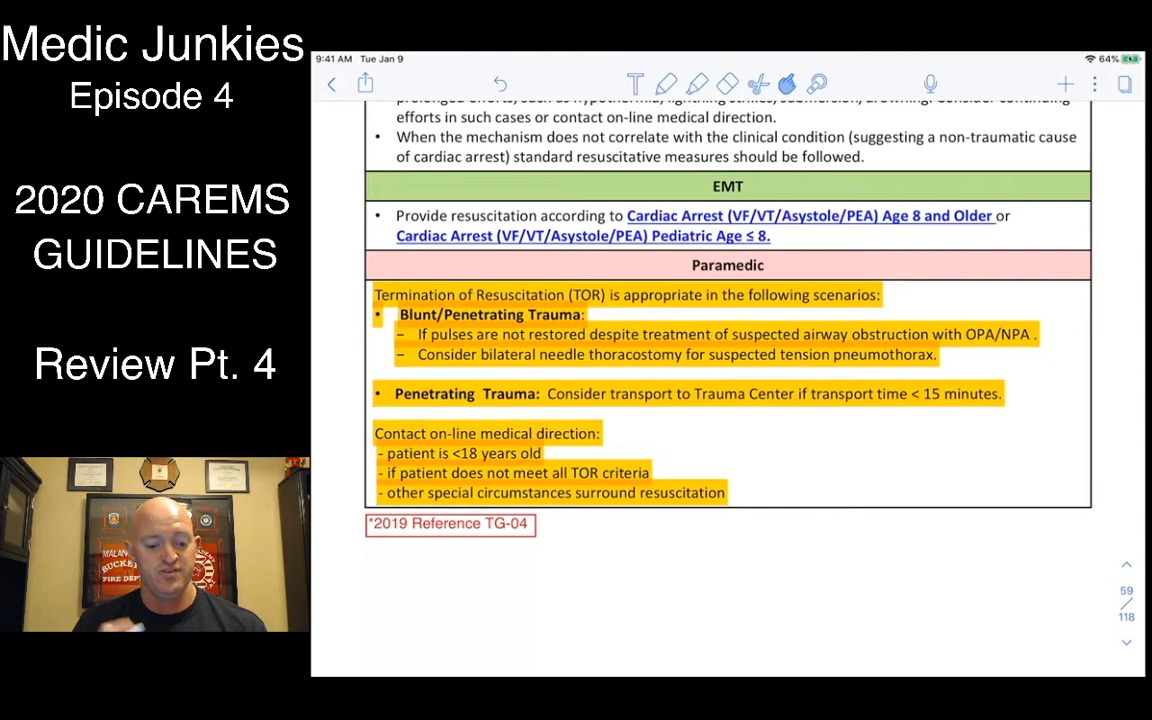 Medic Junkies
Episode 4
2020 CAREMS
GUIDELINES
Review Pt. 4
9:41 AM Tue Jan 9
64%
efforts in such cases or contact on-line medical direction.
• When the mechanism does not correlate with the clinical condition (suggesting a non-traumatic cause
of cardiac arrest) standard resuscitative measures should be followed.
EMT
• Provide resuscitation according to Cardiac Arrest (VF/VT/Asystole/PEA) Age 8 and Older or
Cardiac Arrest (VF/VT/Asystole/PEA) Pediatric Age ≤ 8.
Paramedic
Termination of Resuscitation (TOR) is appropriate in the following scenarios:
• Blunt/Penetrating Trauma:
– If pulses are not restored despite treatment of suspected airway obstruction with OPA/NPA .
– Consider bilateral needle thoracostomy for suspected tension pneumothorax.
• Penetrating Trauma: Consider transport to Trauma Center if transport time < 15 minutes.
Contact on-line medical direction:
- patient is <18 years old
- if patient does not meet all TOR criteria
- other special circumstances surround resuscitation
*2019 Reference TG-04
59
/
118
FIRE DEP